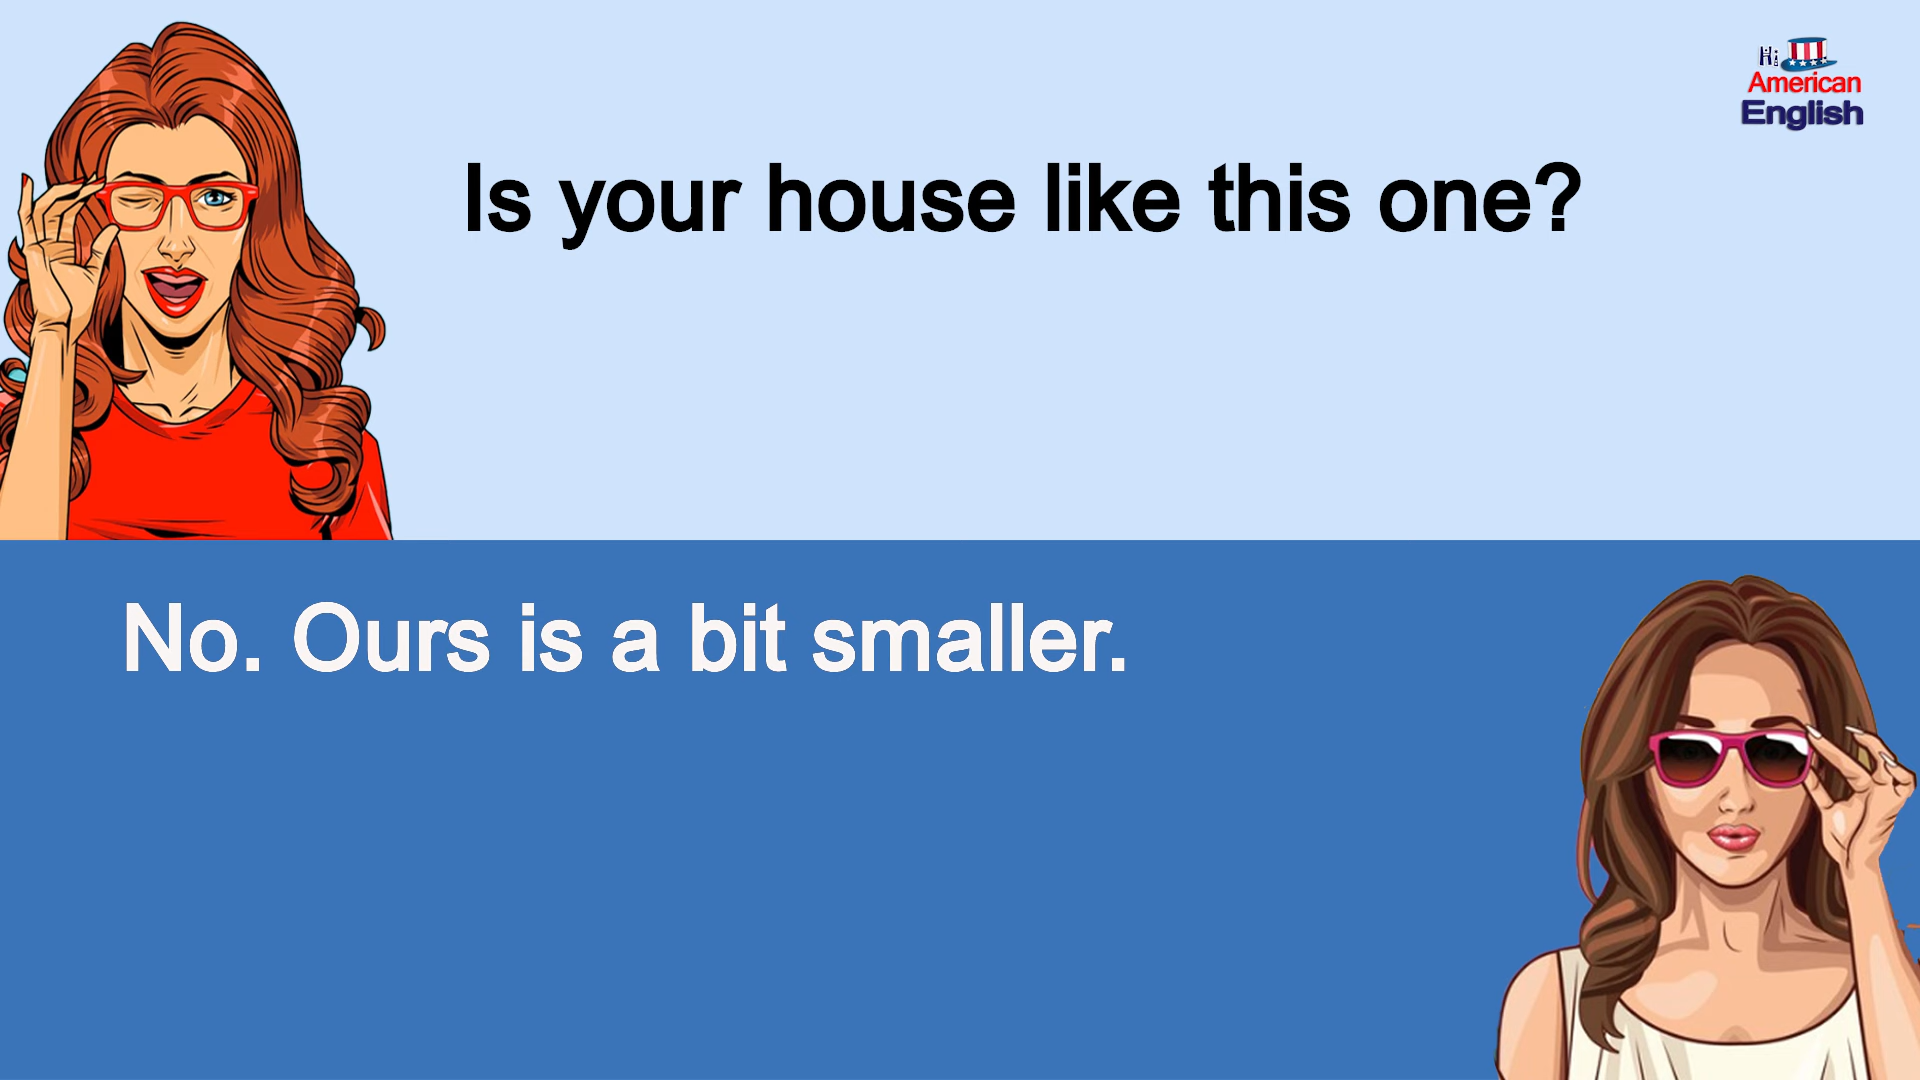 Hi
American
English
Is your house like this one?
No. Ours is a bit smaller.